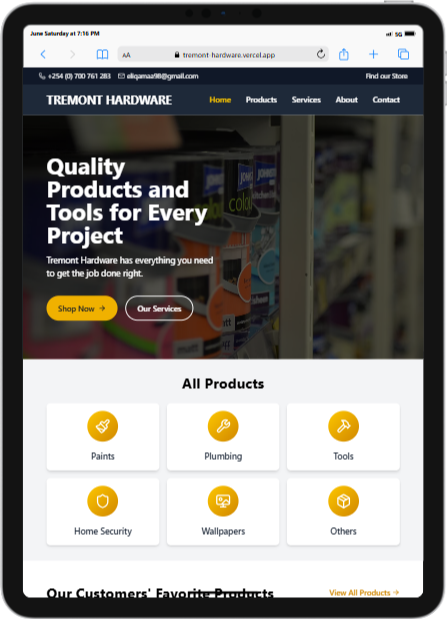 June Saturday at 7:16 PM
5G
AA
tremont-hardware.vercel.app
+254 (0) 700 761 283
eliqamaa98@gmail.com
Find our Store
TREMONT HARDWARE
Home
Products
Services
About
Contact
Quality
Products and
Tools for Every
Project
Tremont Hardware has everything you need
to get the job done right.
Shop Now →
Our Services
All Products
Paints
Plumbing
Tools
Home Security
Wallpapers
Others
Our Customers' Favorite Products
View All Products →